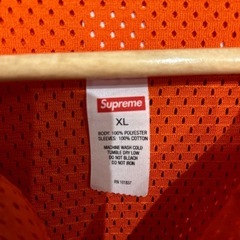 Supreme
XL
BODY: 100% POLYESTER
SLEEVES: 100% COTTON
MACHINE WASH COLD
TUMBLE DRY LOW
DO NOT BLEACH
DO NOT IRON